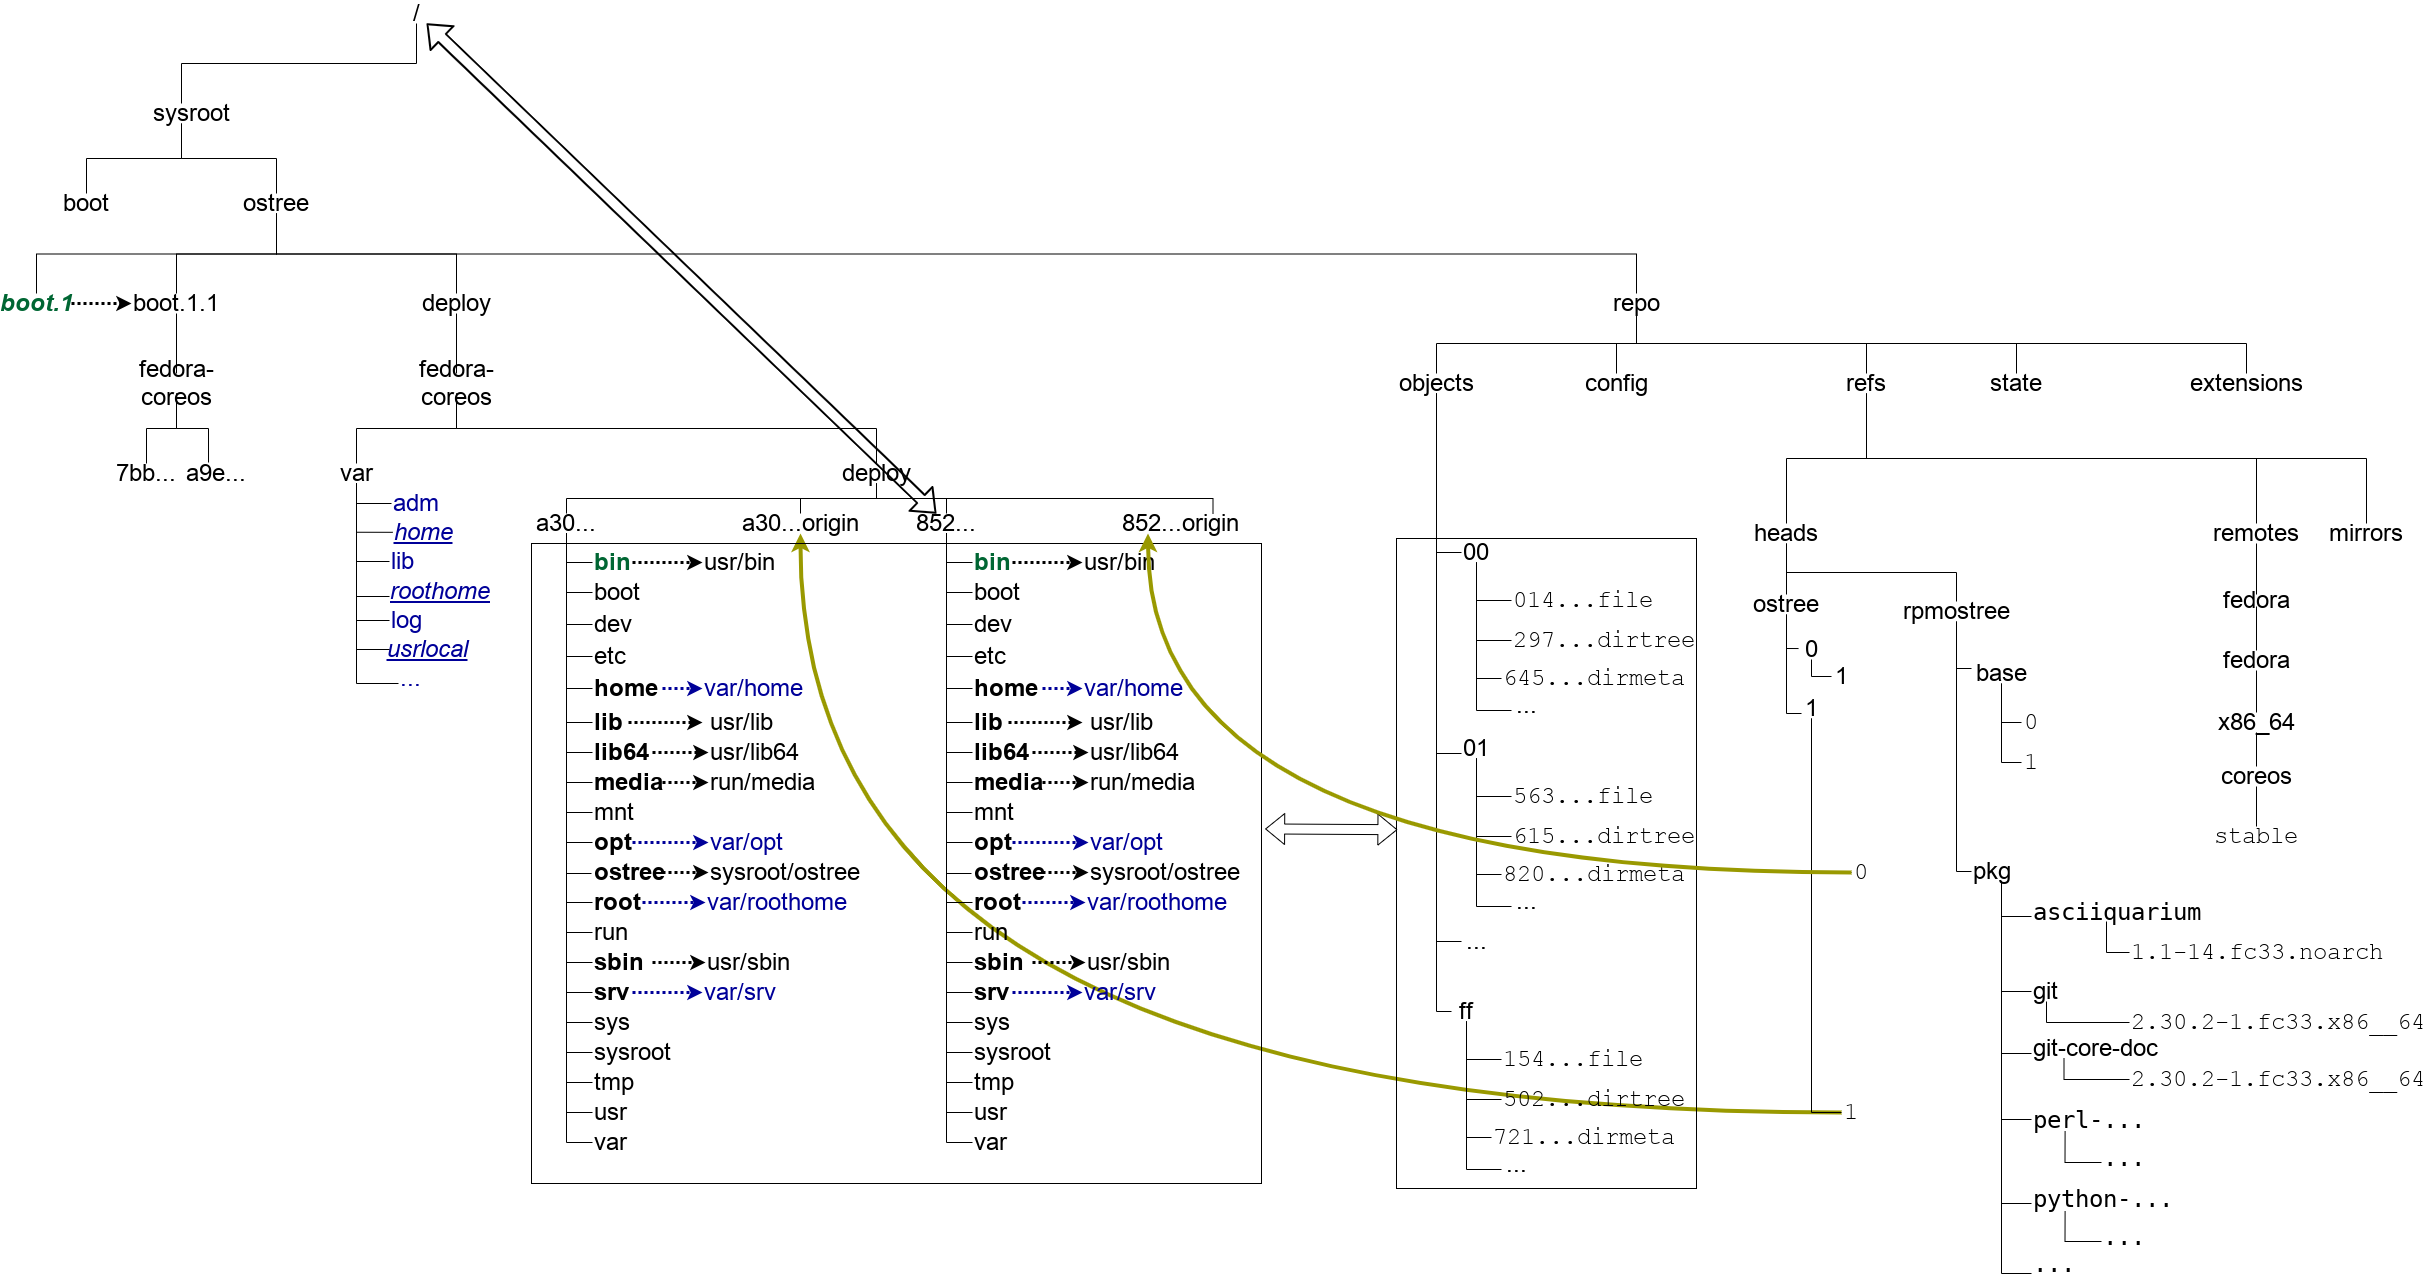 /
sysroot
boot
ostree
boot.1
boot.1.1
deploy
repo
fedora-
coreos
7bb...
a9e...
fedora-
coreos
var
adm
home
lib
roothome
log
usrlocal
...
deploy
a30...
a30...origin
852...
852...origin
bin usr/bin
boot
dev
etc
home var/home
lib usr/lib
lib64 usr/lib64
media run/media
mnt
opt var/opt
ostree sysroot/ostree
root var/roothome
run
sbin usr/sbin
srv var/srv
sys
sysroot
tmp
usr
var
bin usr/bin
boot
dev
etc
home var/home
lib usr/lib
lib64 usr/lib64
media run/media
mnt
opt var/opt
ostree sysroot/ostree
root var/roothome
run
sbin usr/sbin
srv var/srv
sys
sysroot
tmp
usr
var
objects
config
refs
state
extensions
00
014...file
297...dirtree
645...dirmeta
...
01
563...file
615...dirtree
820...dirmeta
...
...
ff
154...file
502...dirtree
721...dirmeta
...
heads
remotes
mirrors
ostree
0
1
1
0
1
rpmostree
base
0
1
pkg
asciiquarium
1.1-14.fc33.noarch
git
2.30.2-1.fc33.x86__64
git-core-doc
2.30.2-1.fc33.x86__64
perl-...
...
python-...
...
...
fedora
fedora
x86_64
coreos
stable